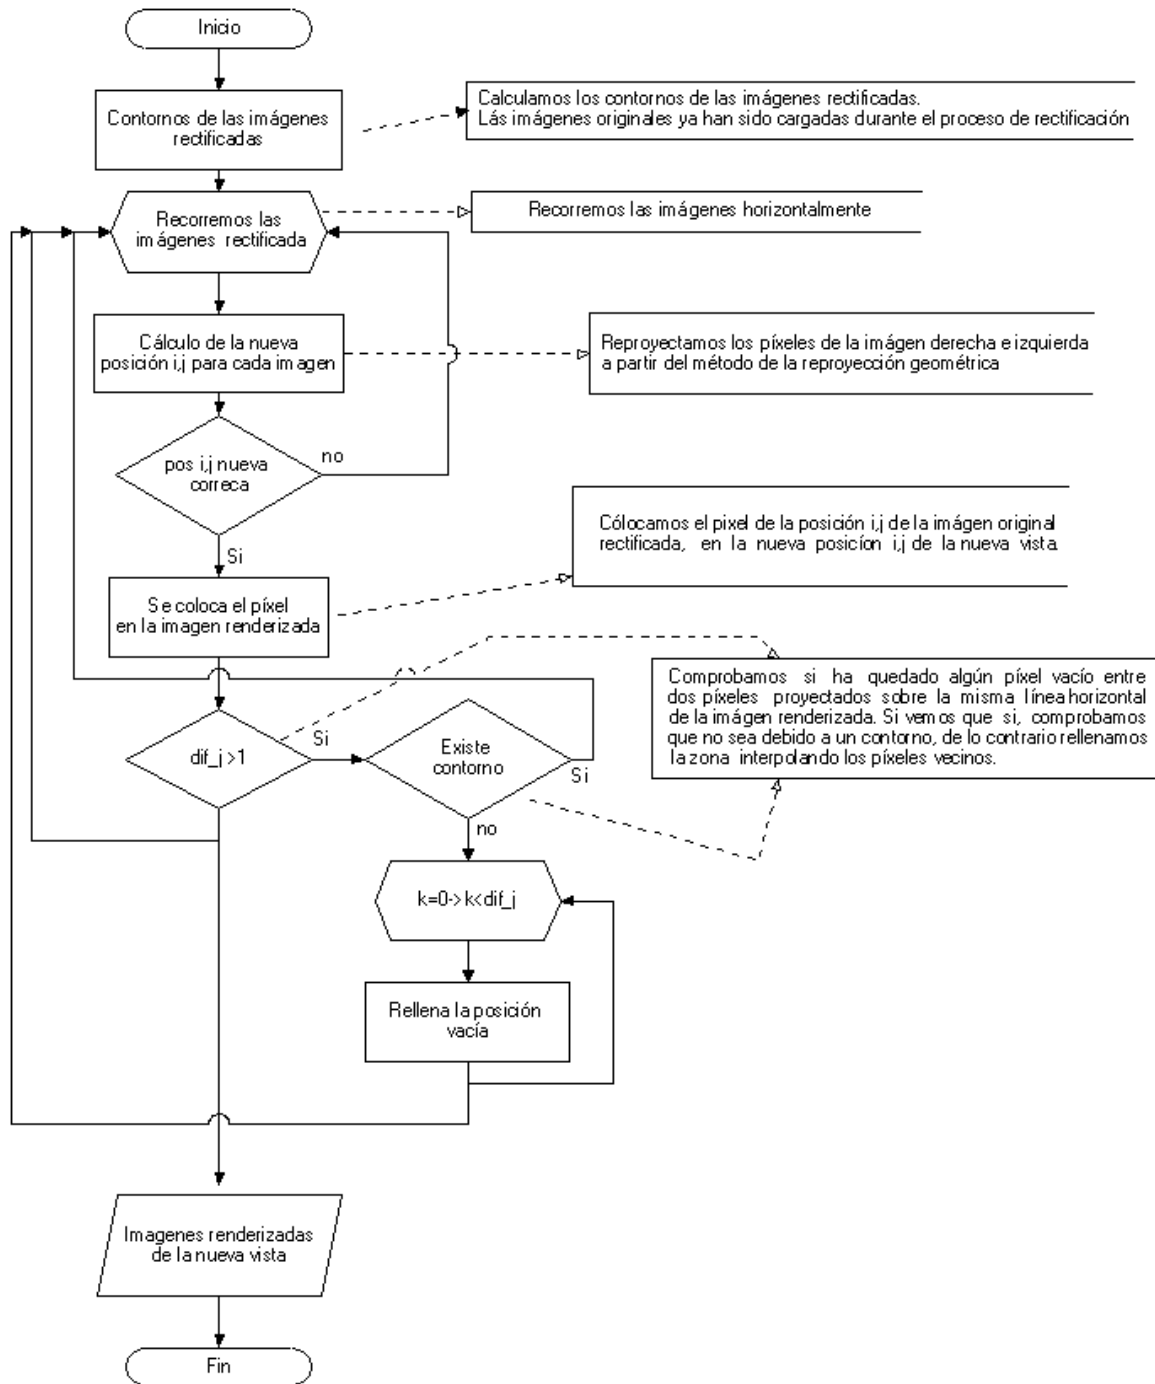 Inicio
Contornos de las imágenes
rectificadas
Calculamos los contornos de las imágenes rectificadas.
Lás imágenes originales ya han sido cargadas durante el proceso de rectificación
Recorremos las
imágenes rectificada
Recorremos las imágenes horizontalmente
Cálculo de la nueva
posición i,j para cada imagen
Reproyectamos los píxeles de la imágen derecha e izquierda
a partir del método de la reproyección geométrica
pos i,j nueva
correca
no
Si
Cólocamos el pixel de la posición i,j de la imágen original
rectificada, en la nueva posicíon i,j de la nueva vista.
Se coloca el píxel
en la imagen renderizada
Comprobamos si ha quedado algún píxel vacío entre
dos píxeles proyectados sobre la misma línea horizontal
de la imágen renderizada. Si vemos que si, comprobamos
que no sea debido a un contorno, de lo contrario rellenamos
la zona interpolando los píxeles vecinos.
dif_j >1
Si
Existe
contorno
Si
no
k=0->k<dif_j
Rellena la posición
vacía
Imagenes renderizadas
de la nueva vista
Fin